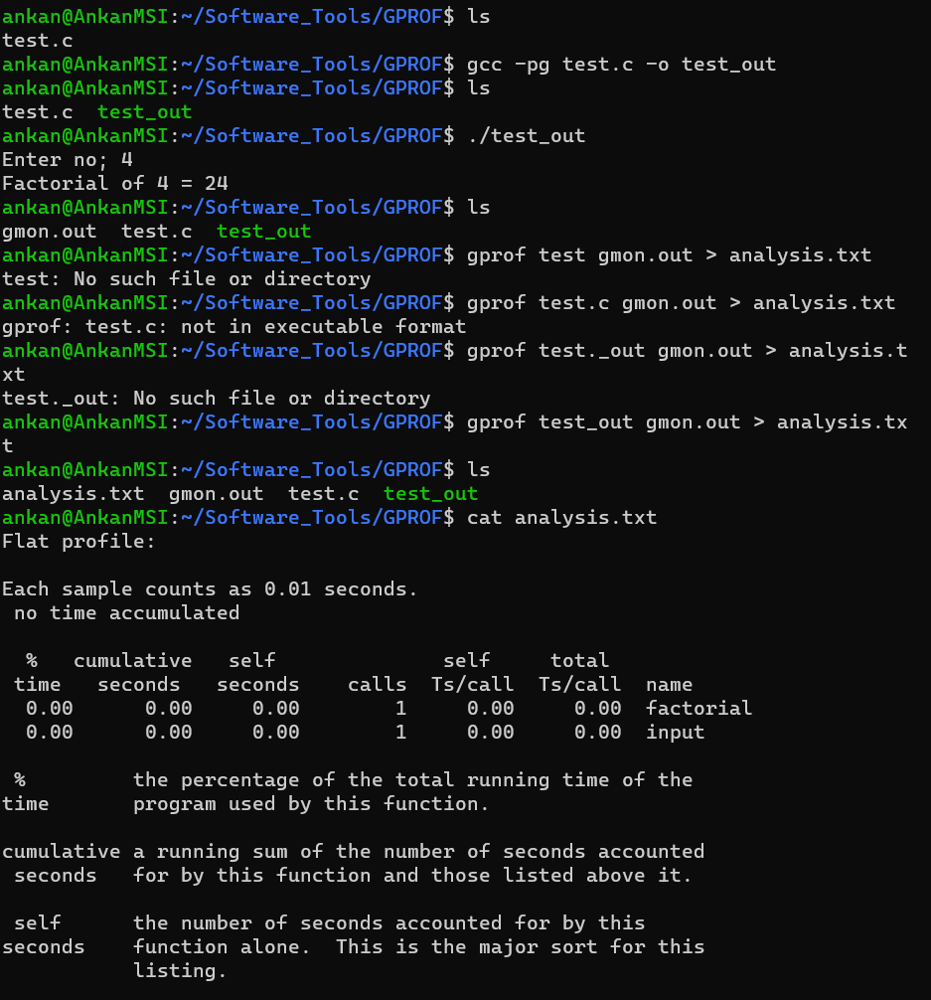 ankan@AnkanMSI:~/Software_Tools/GPROF$ ls
test.c
ankan@AnkanMSI:~/Software_Tools/GPROF$ gcc -pg test.c -o test_out
ankan@AnkanMSI:~/Software_Tools/GPROF$ ls
test.c  test_out
ankan@AnkanMSI:~/Software_Tools/GPROF$ ./test_out
Enter no; 4
Factorial of 4 = 24
ankan@AnkanMSI:~/Software_Tools/GPROF$ ls
gmon.out  test.c  test_out
ankan@AnkanMSI:~/Software_Tools/GPROF$ gprof test gmon.out > analysis.txt
test: No such file or directory
ankan@AnkanMSI:~/Software_Tools/GPROF$ gprof test.c gmon.out > analysis.txt
gprof: test.c: not in executable format
ankan@AnkanMSI:~/Software_Tools/GPROF$ gprof test._out gmon.out > analysis.t
xt
test._out: No such file or directory
ankan@AnkanMSI:~/Software_Tools/GPROF$ gprof test_out gmon.out > analysis.tx
t
ankan@AnkanMSI:~/Software_Tools/GPROF$ ls
analysis.txt  gmon.out  test.c  test_out
ankan@AnkanMSI:~/Software_Tools/GPROF$ cat analysis.txt
Flat profile:

Each sample counts as 0.01 seconds.
 no time accumulated

  %   cumulative   self              self     total
 time   seconds   seconds    calls  Ts/call  Ts/call  name
  0.00      0.00     0.00        1     0.00     0.00  factorial
  0.00      0.00     0.00        1     0.00     0.00  input

 %         the percentage of the total running time of the
time       program used by this function.

cumulative a running sum of the number of seconds accounted
 seconds   for by this function and those listed above it.

 self      the number of seconds accounted for by this
seconds    function alone.  This is the major sort for this
           listing.